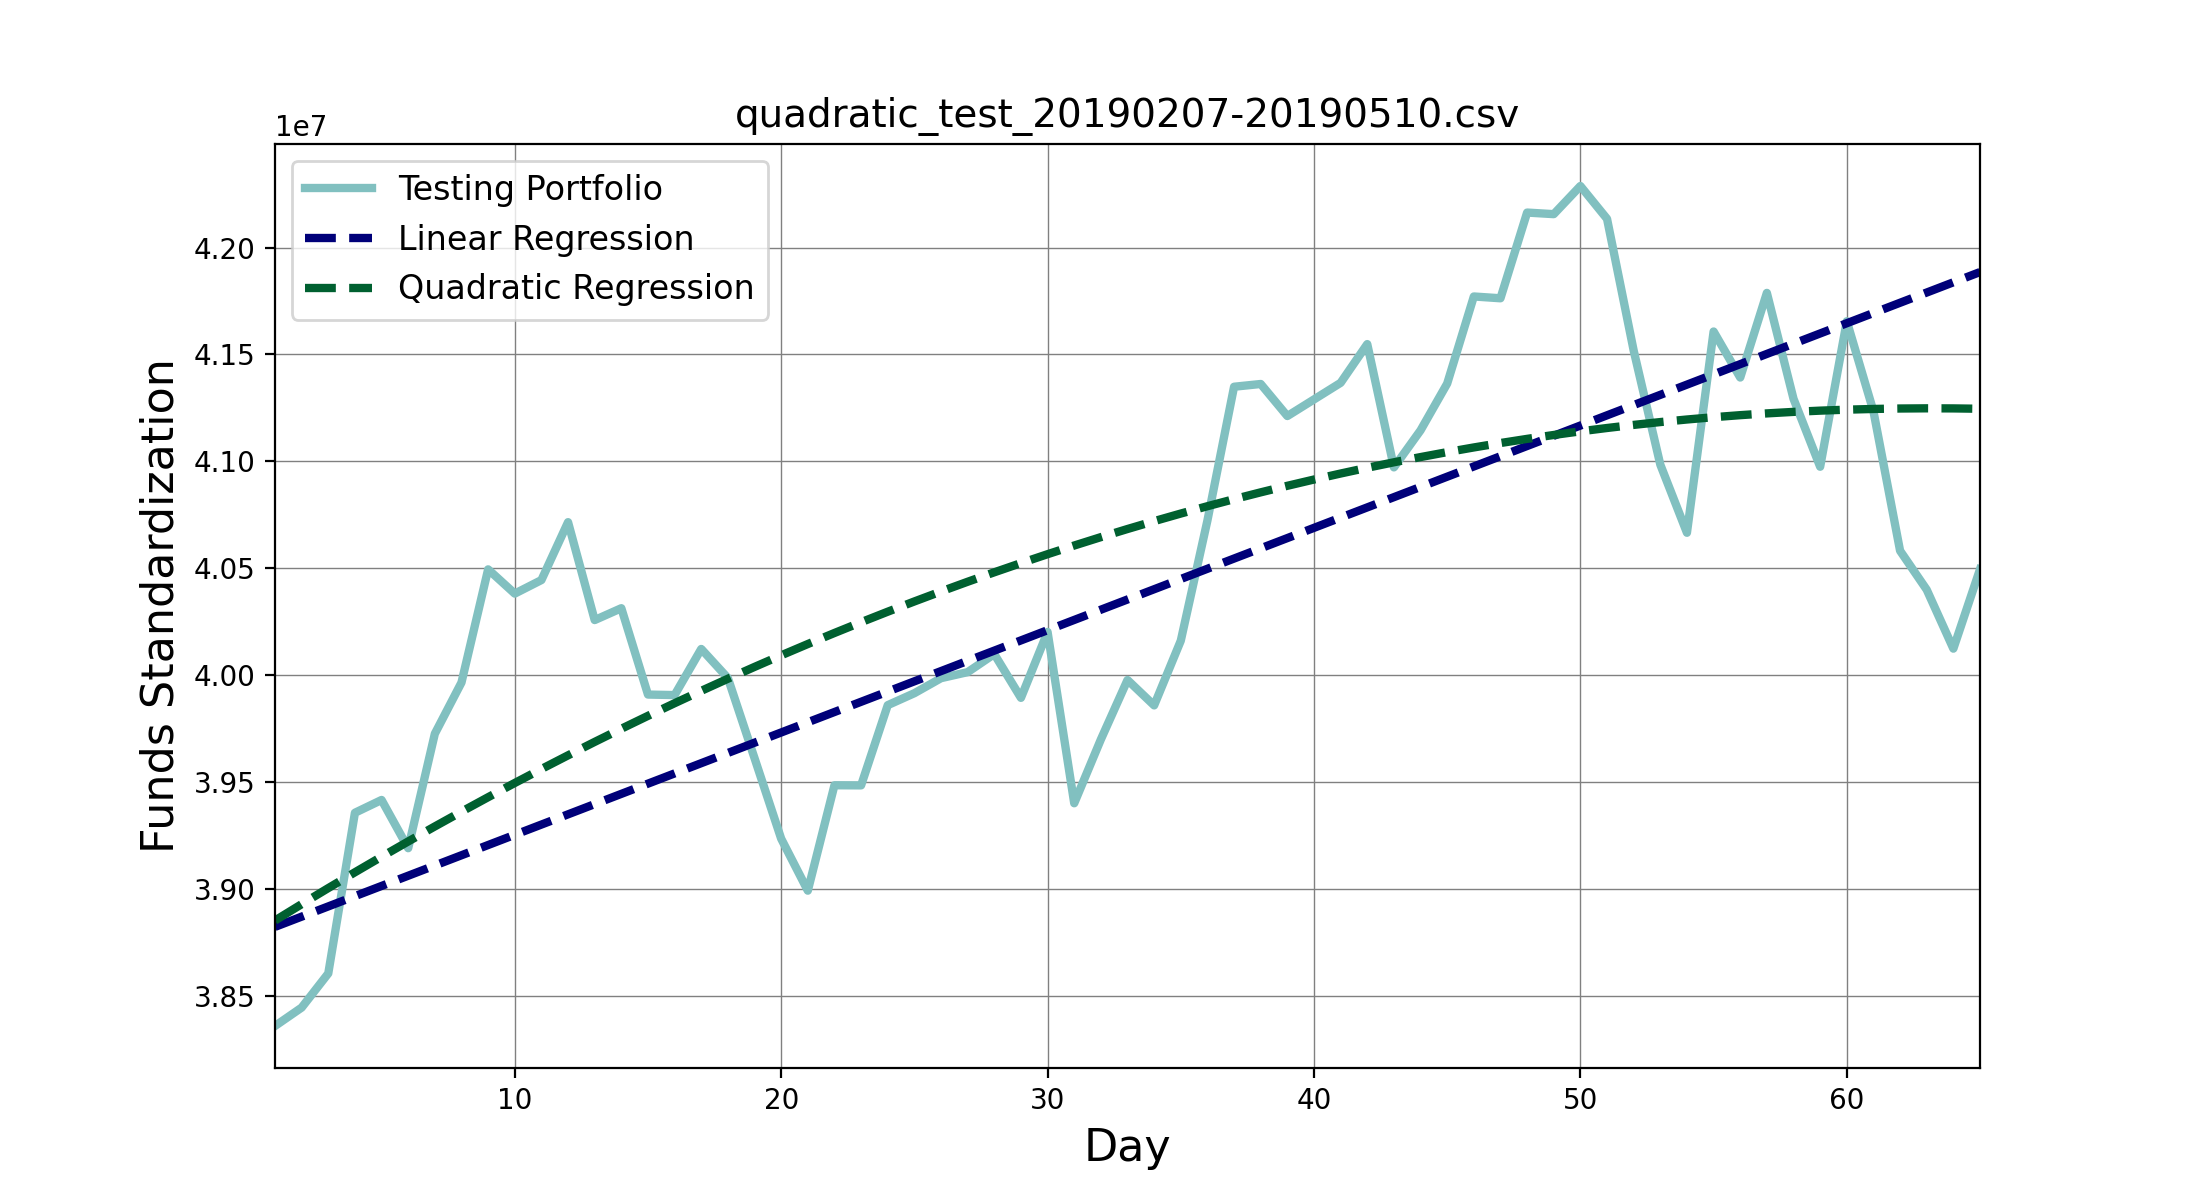 quadratic_test_20190207-20190510.csv
1e7
Testing Portfolio
Linear Regression
Quadratic Regression
4.20
4.15
4.10
4.05
4.00
3.95
3.90
3.85
Funds Standardization
10 20 30 40 50 60
Day